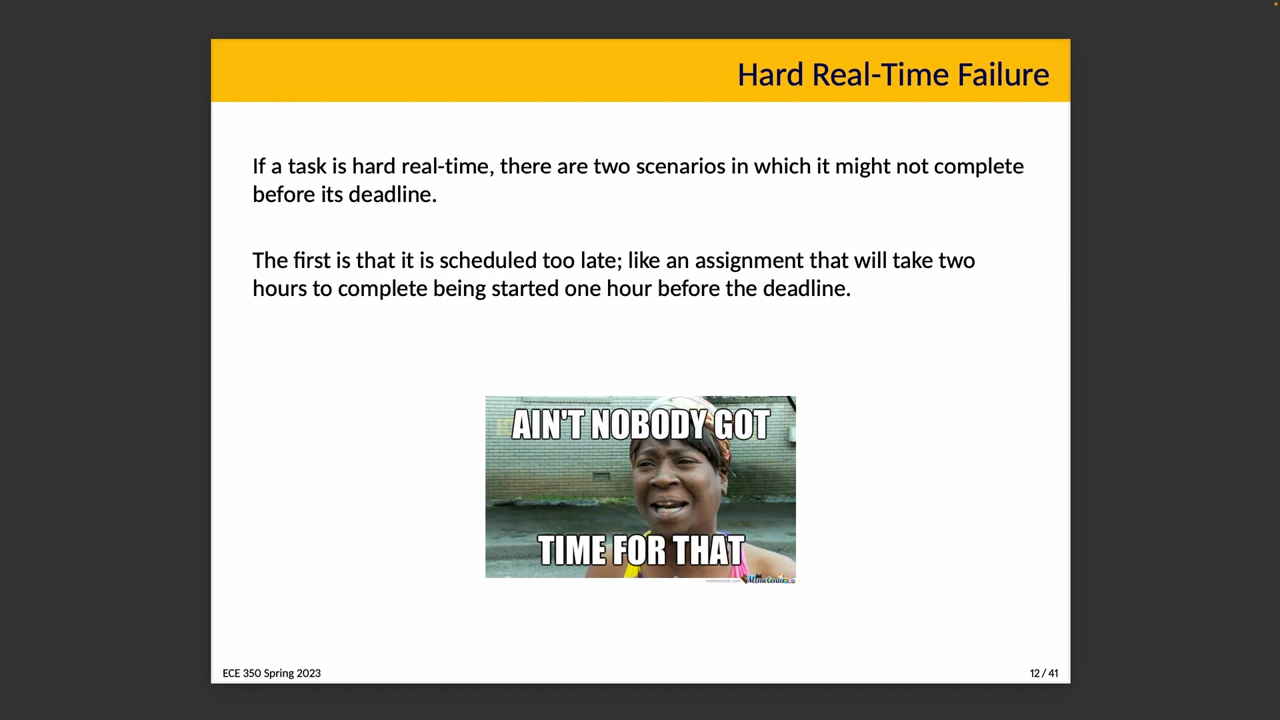 Hard Real-Time Failure
If a task is hard real-time, there are two scenarios in which it might not complete
before its deadline.
The first is that it is scheduled too late; like an assignment that will take two
hours to complete being started one hour before the deadline.
AIN'T NOBODY GOT
TIME FOR THAT
memecenter.com MemeCenter
ECE 350 Spring 2023
12 / 41